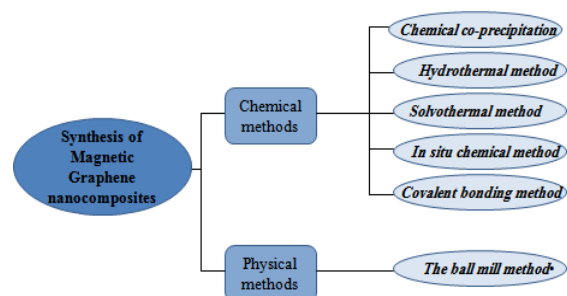 Synthesis of
Magnetic
Graphene
nanocomposites
Chemical
methods
Chemical co-precipitation
Hydrothermal method
Solvothermal method
In situ chemical method
Covalent bonding method
Physical
methods
The ball mill method•